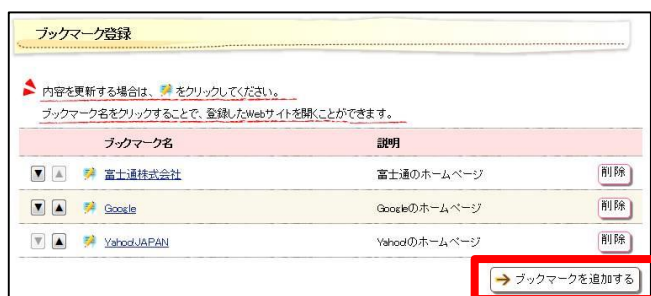 ブックマーク登録
内容を更新する場合は、をクリックしてください。
ブックマーク名をクリックすることで、登録したWebサイトを開くことができます。
ブックマーク名 説明
▼ ▲ 富士通株式会社 富士通のホームページ 削除
▼ ▲ Google Googleのホームページ 削除
▼ ▲ Yahoo!JAPAN Yahoo!のホームページ 削除
→ ブックマークを追加する